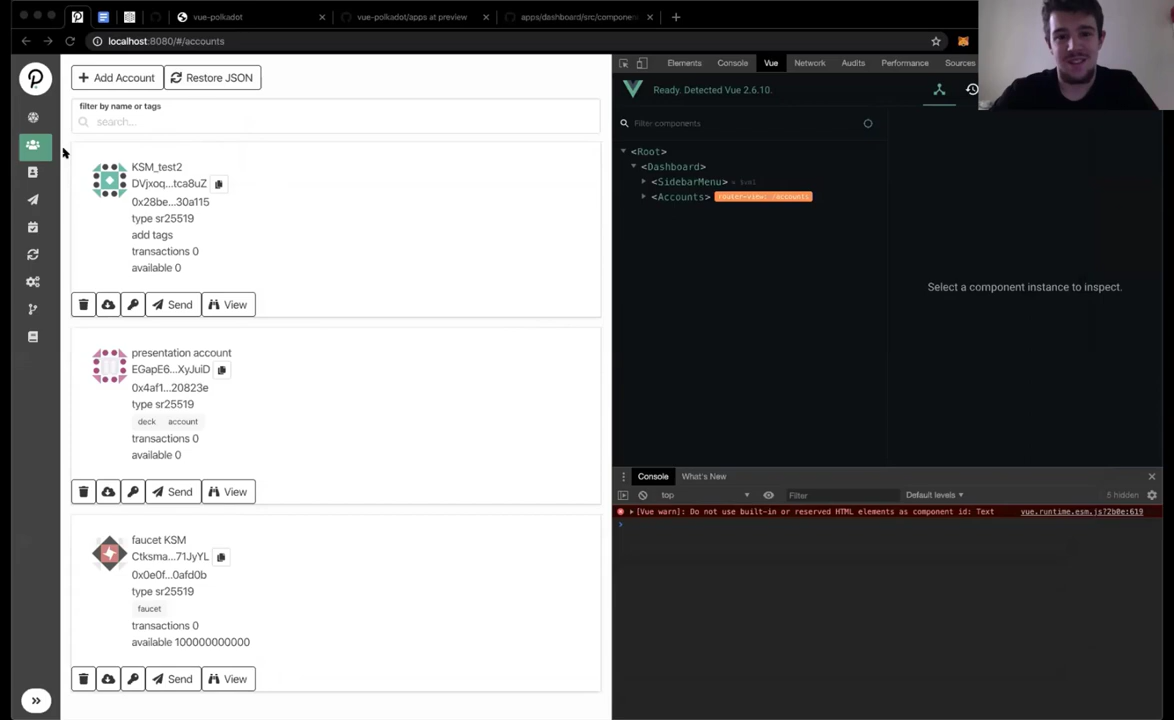 vue-polkadot
vue-polkadot/apps at preview
apps/dashboard/src/componen
localhost:8080/#/accounts
Add Account
Restore JSON
filter by name or tags
search...
KSM_test2
DVjxoq...tca8uZ
0x28be...30a115
type sr25519
add tags
transactions 0
available 0
Send
View
presentation account
EGapE6...XyJuiD
0x4af1...20823e
type sr25519
deck account
transactions 0
available 0
Send
View
faucet KSM
Ctksma...71JyYL
0x0e0f...0afd0b
type sr25519
faucet
transactions 0
available 100000000000
Send
View
Elements Console Vue Network Audits Performance Sources
Ready. Detected Vue 2.6.10.
Filter components
<Root>
<Dashboard>
<SidebarMenu>
<Accounts> router-view: /accounts
Select a component instance to inspect.
Console What's New
top Filter Default levels 5 hidden
[Vue warn]: Do not use built-in or reserved HTML elements as component id: Text vue.runtime.esm.js?2b0e:619